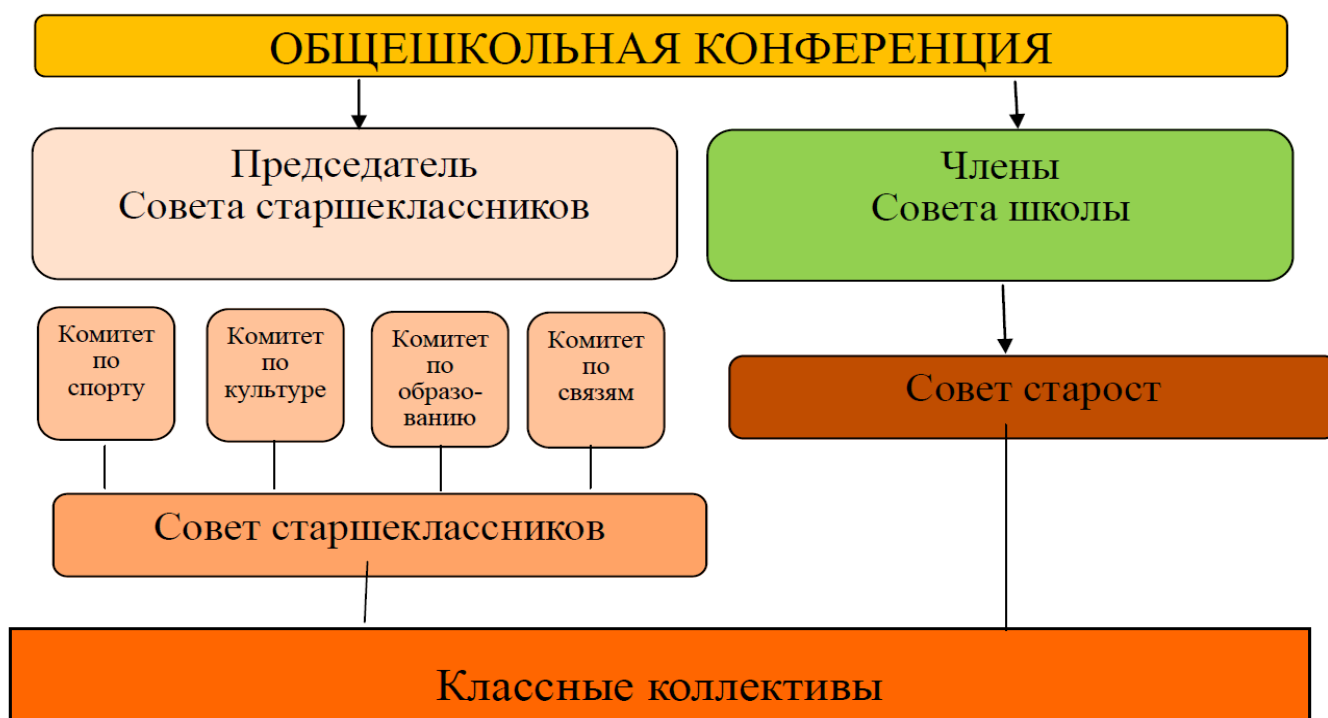 ОБЩЕШКОЛЬНАЯ КОНФЕРЕНЦИЯ
Председатель
Совета старшеклассников
Члены
Совета школы
Комитет
по
спорту
Комитет
по
культуре
Комитет
по
образо-
ванию
Комитет
по
связям
Совет старост
Совет старшеклассников
Классные коллективы